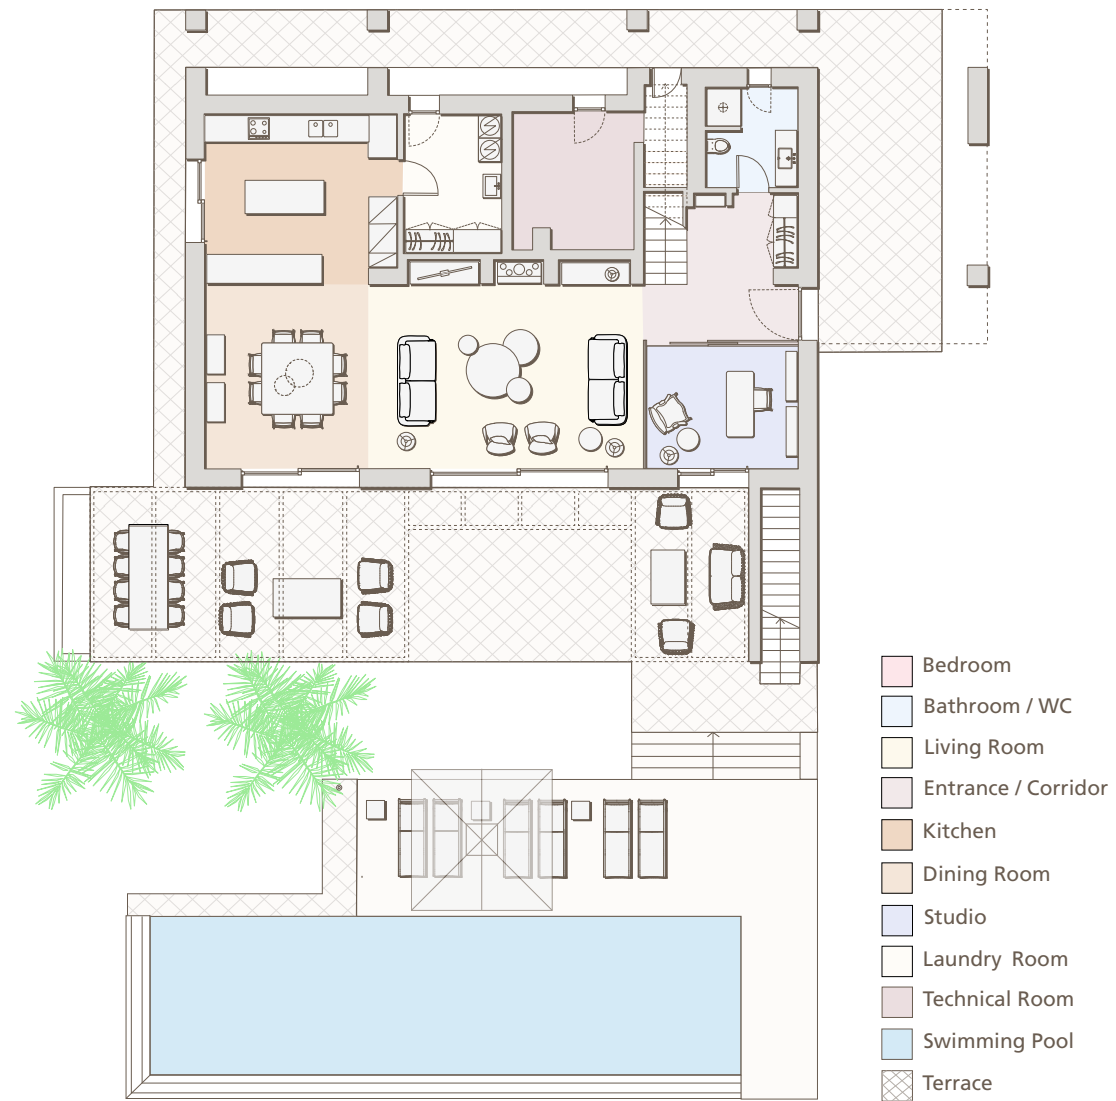 Bedroom
Bathroom / WC
Living Room
Entrance / Corridor
Kitchen
Dining Room
Studio
Laundry Room
Technical Room
Swimming Pool
Terrace